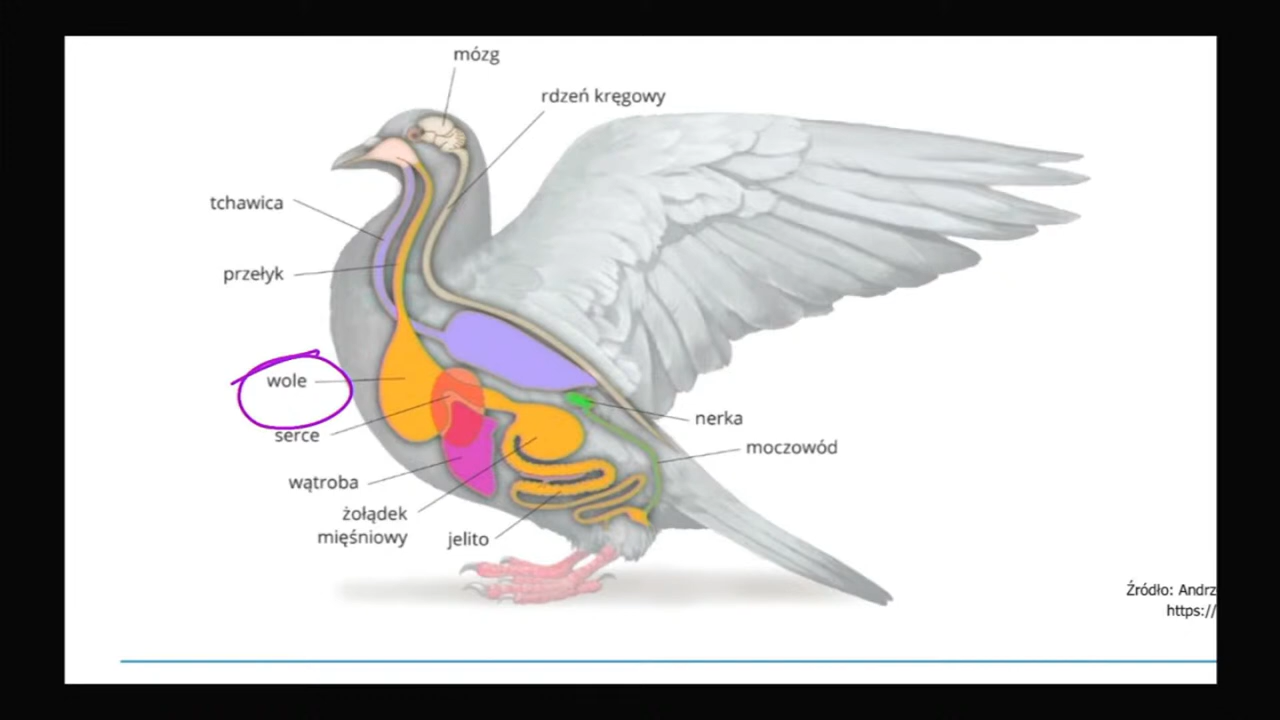 mózg
rdzeń kręgowy
tchawica
przełyk
wole
serce
nerka
moczowód
wątroba
żołądek
mięśniowy
jelito
Źródło: Andrz
https://